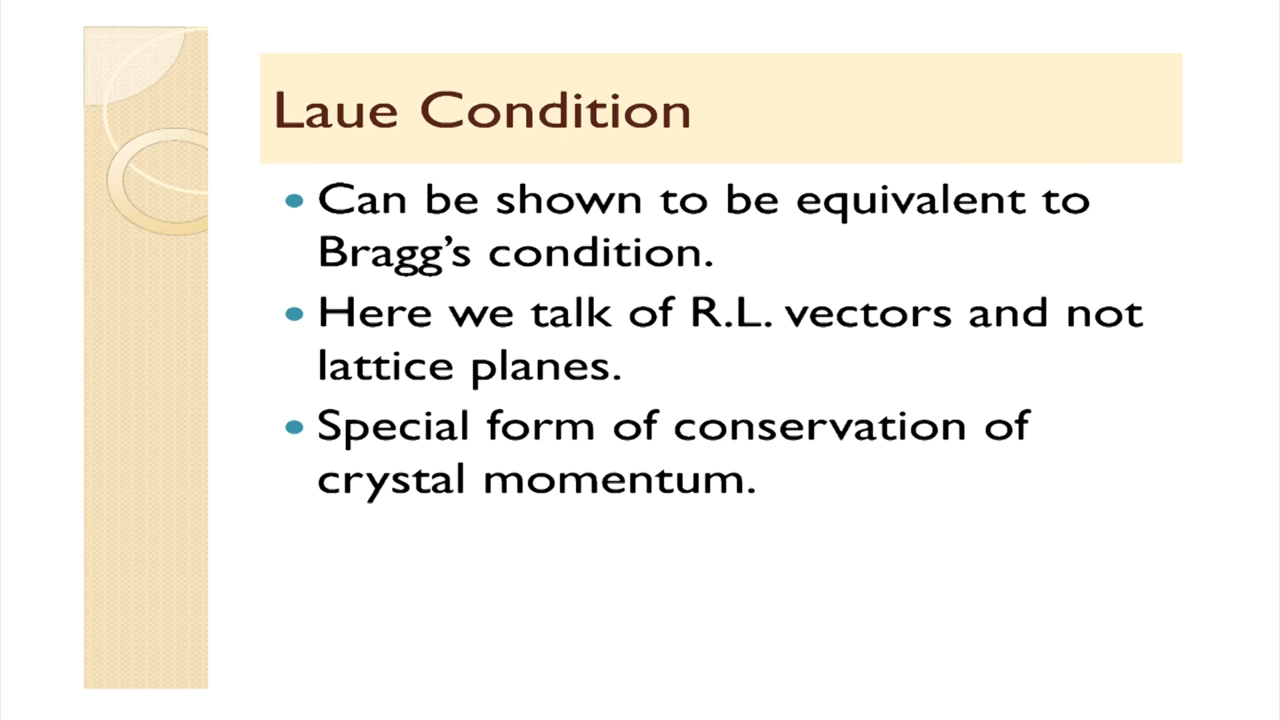 Laue Condition
• Can be shown to be equivalent to
Bragg’s condition.
• Here we talk of R.L. vectors and not
lattice planes.
• Special form of conservation of
crystal momentum.